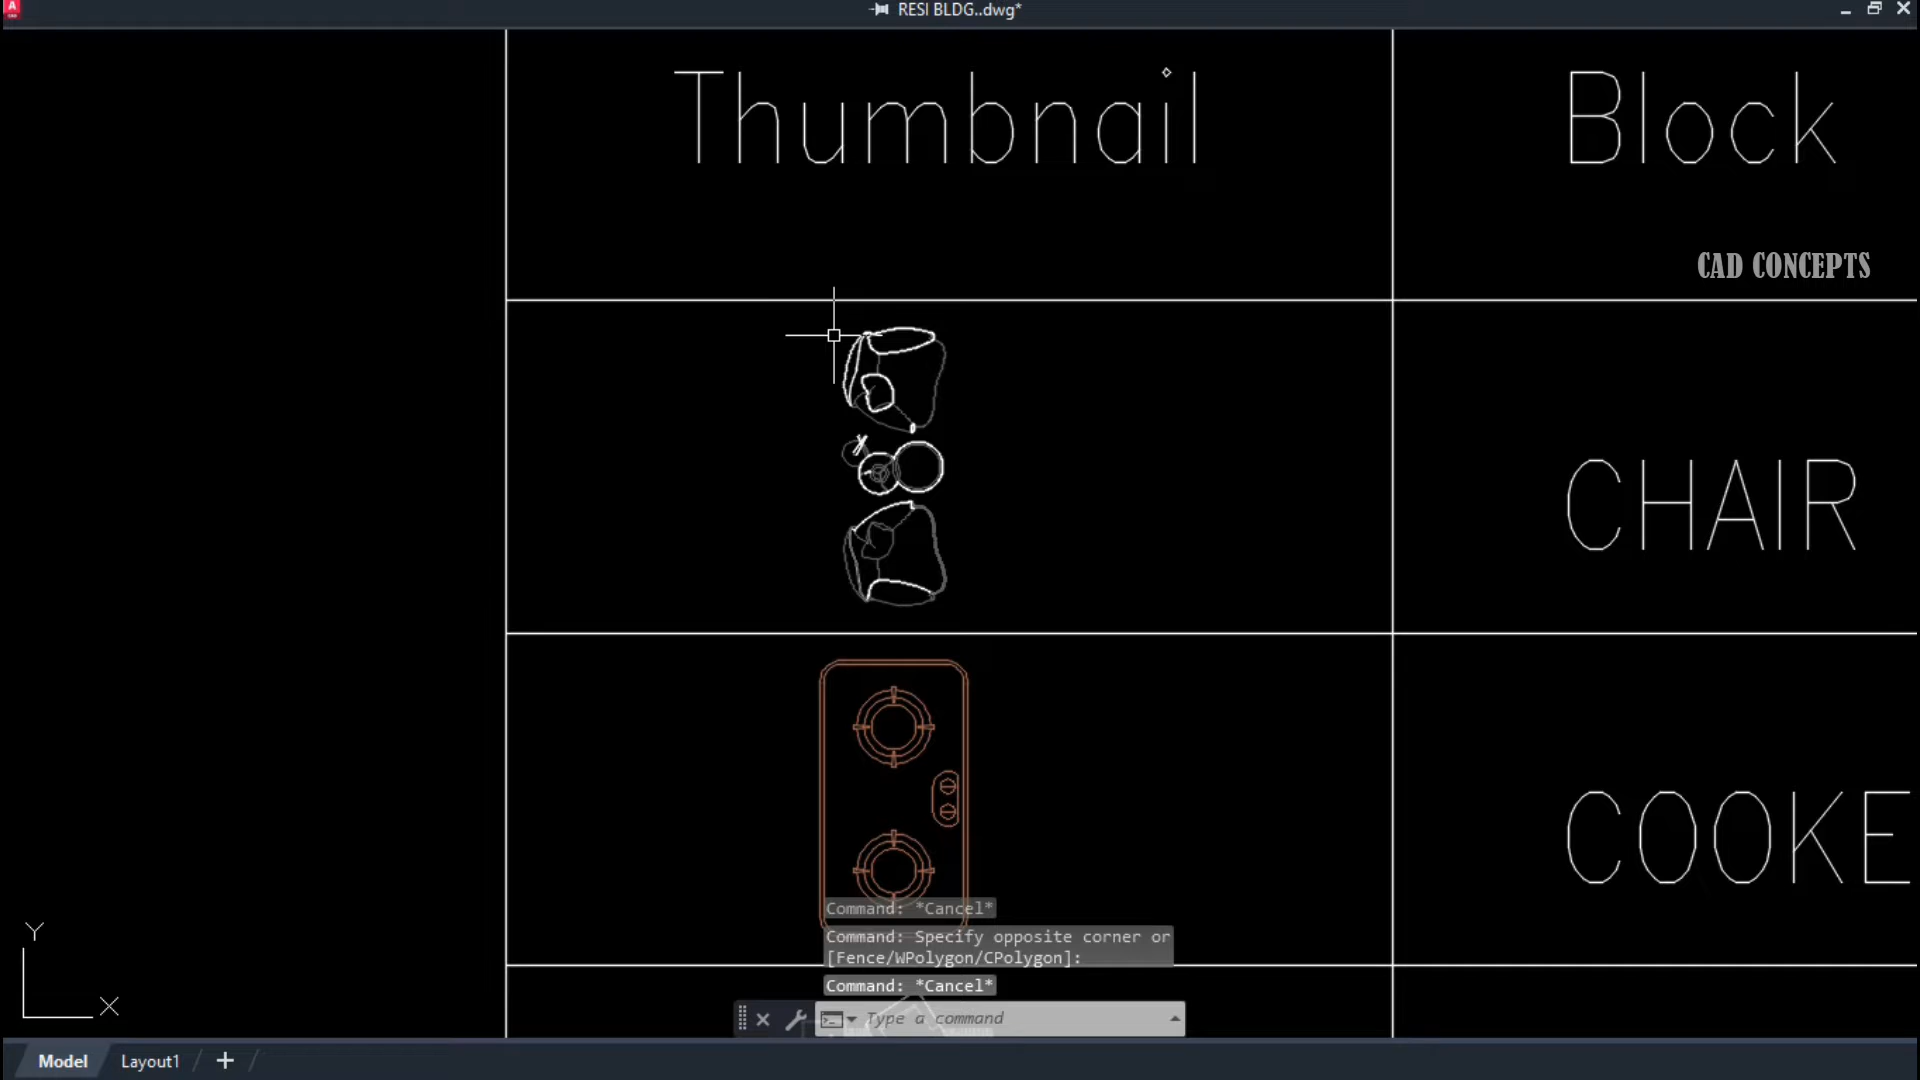 A
CAD
RESI BLDG..dwg*
Thumbnail
Block
CAD CONCEPTS
CHAIR
COOKE
Command: *Cancel*
Command: Specify opposite corner or
[Fence/WPolygon/CPolygon]:
Command: *Cancel*
Type a command
Y
X
Model
Layout1